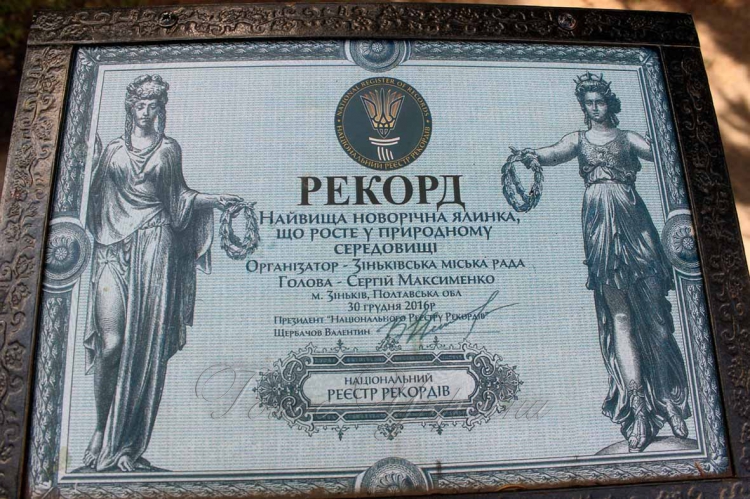 NATIONAL REGISTER OF RECORDS
НАЦІОНАЛЬНИЙ РЕЄСТР РЕКОРДІВ
РЕКОРД
НАЙВИЩА НОВОРІЧНА ЯЛИНКА,
ЩО РОСТЕ У ПРИРОДНОМУ
СЕРЕДОВИЩІ
ОРГАНІЗАТОР - ЗІНЬКІВСЬКА МІСЬКА РАДА
ГОЛОВА - СЕРГІЙ МАКСИМЕНКО
М. ЗІНЬКІВ, ПОЛТАВСЬКА ОБЛ
30 ГРУДНЯ 2016Р
ПРЕЗИДЕНТ "НАЦІОНАЛЬНОГО РЕЄСТРУ РЕКОРДІВ"
ЩЕРБАЧОВ ВАЛЕНТИН
НАЦІОНАЛЬНИЙ
РЕЄСТР РЕКОРДІВ